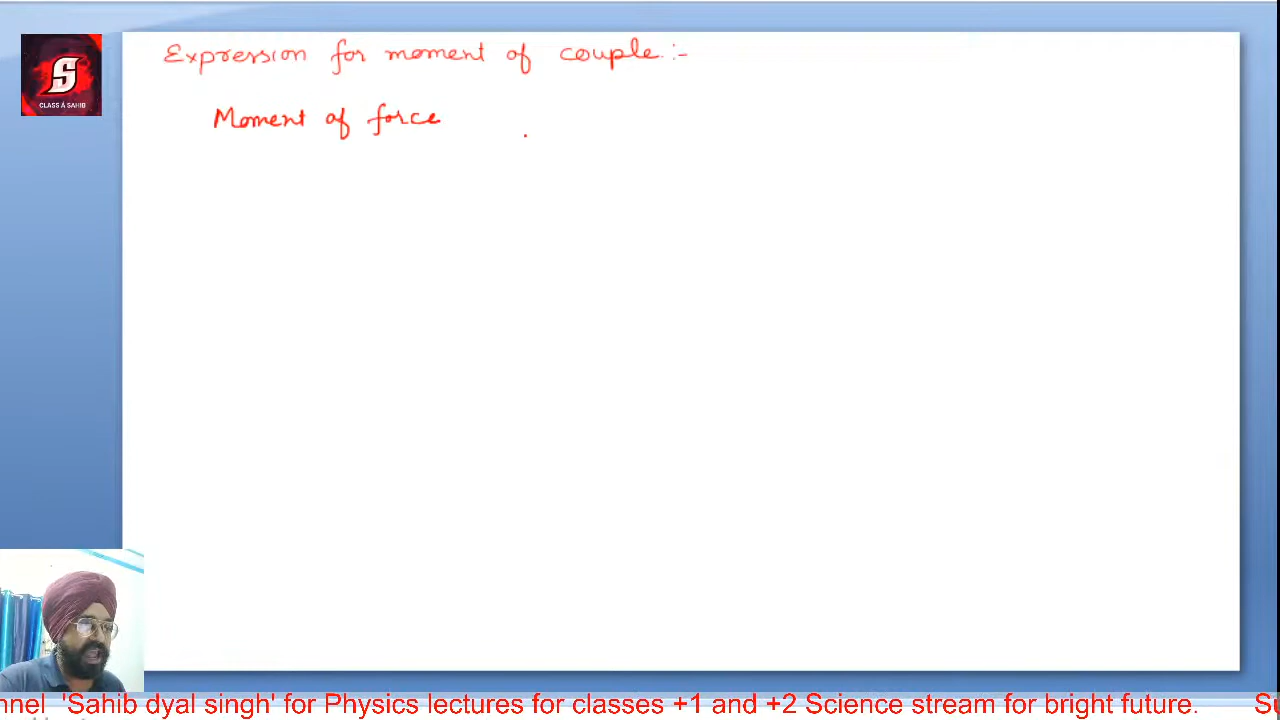 S
CLASS Á SAHIB
Expression for moment of couple :-
Moment of force
nnel 'Sahib dyal singh' for Physics lectures for classes +1 and +2 Science stream for bright future. Su